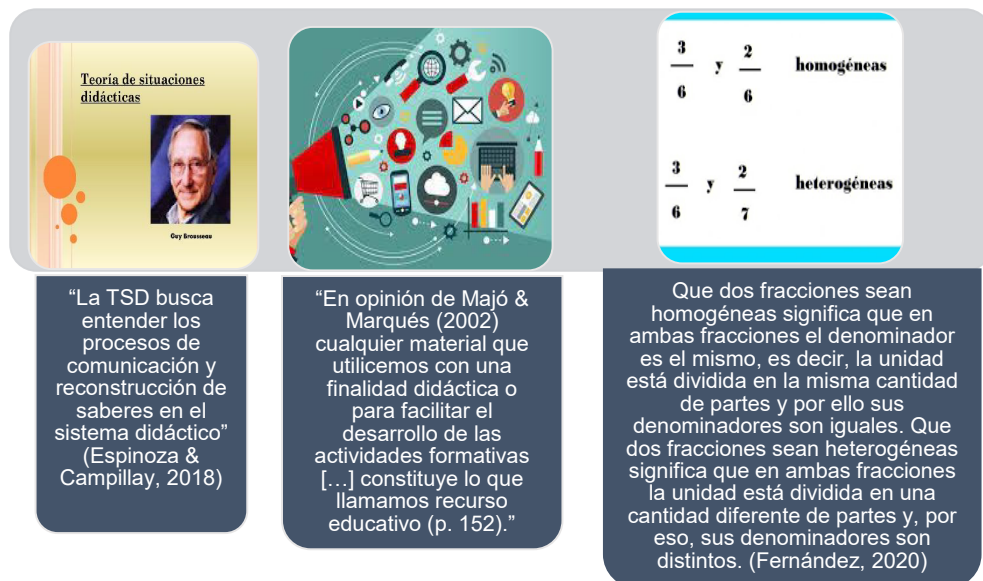 Teoría de situaciones
didácticas
Guy Brousseau
3
6
y
2
6
homogéneas
3
6
y
2
7
heterogéneas
“La TSD busca
entender los
procesos de
comunicación y
reconstrucción de
saberes en el
sistema didáctico”
(Espinoza &
Campillay, 2018)
“En opinión de Majó &
Marqués (2002)
cualquier material que
utilicemos con una
finalidad didáctica o
para facilitar el
desarrollo de las
actividades formativas
[…] constituye lo que
llamamos recurso
educativo (p. 152).”
Que dos fracciones sean
homogéneas significa que en
ambas fracciones el denominador
es el mismo, es decir, la unidad
está dividida en la misma cantidad
de partes y por ello sus
denominadores son iguales. Que
dos fracciones sean heterogéneas
significa que en ambas fracciones
la unidad está dividida en una
cantidad diferente de partes y, por
eso, sus denominadores son
distintos. (Fernández, 2020)